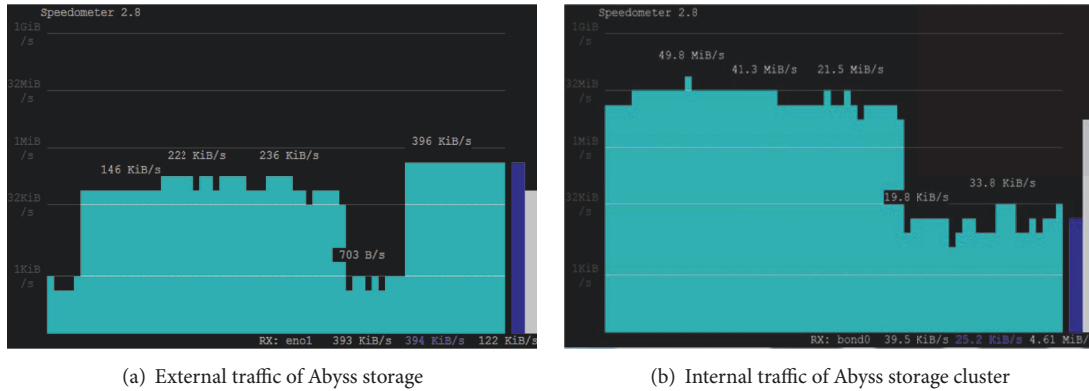 Speedometer 2.8
1GiB
/s
32MiB
/s
1MiB
/s
32KiB
/s
1KiB
/s
146 KiB/s
222 KiB/s
236 KiB/s
396 KiB/s
703 B/s
RX: eno1 393 KiB/s 394 KiB/s 122 KiB/s
(a) External traffic of Abyss storage
Speedometer 2.8
1GiB
/s
32MiB
/s
1MiB
/s
32KiB
/s
1KiB
/s
49.8 MiB/s
41.3 MiB/s
21.5 MiB/s
19.8 KiB/s
33.8 KiB/s
RX: bond0 39.5 KiB/s 25.2 KiB/s 4.61 MiB/
(b) Internal traffic of Abyss storage cluster